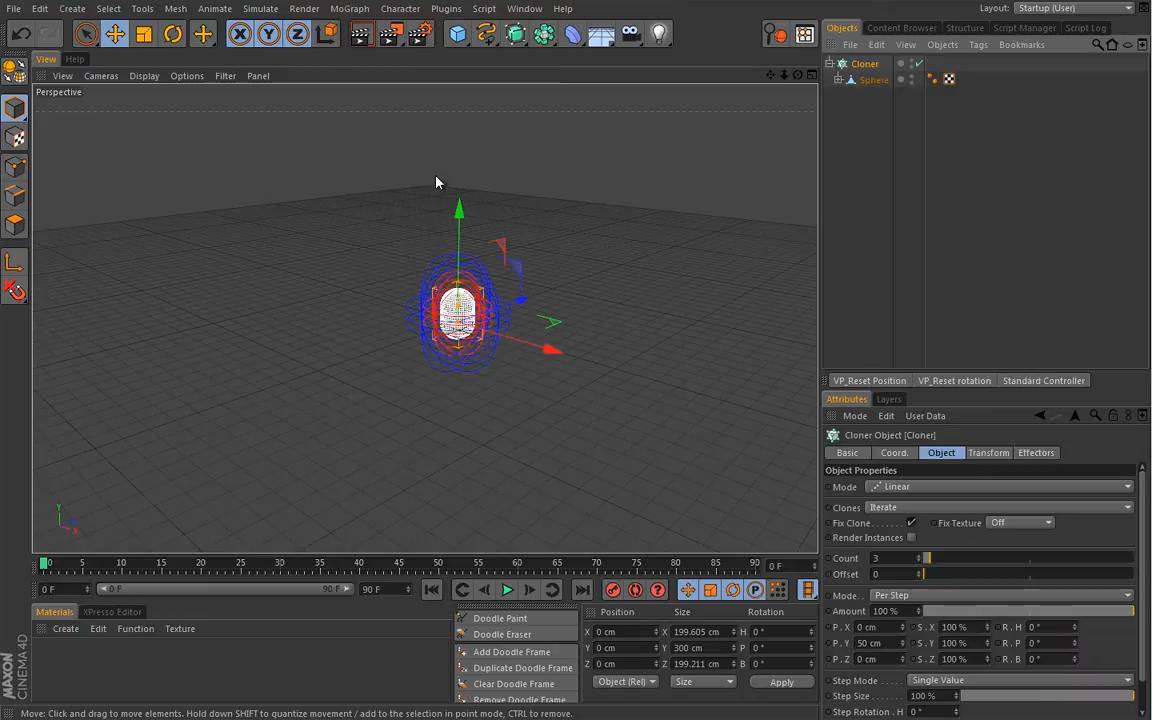 File Edit Create Select Tools Mesh Animate Simulate Render MoGraph Character Plugins Script Window Help Layout: Startup (User)
Objects Content Browser Structure Script Manager Script Log
File Edit View Objects Tags Bookmarks
View Help
View Cameras Display Options Filter Panel
Perspective
Cloner
Sphere
VP_Reset Position VP_Reset rotation Standard Controller
Attributes Layers
Mode Edit User Data
Cloner Object [Cloner]
Basic Coord. Object Transform Effectors
Object Properties
Mode Linear
Clones Iterate
Fix Clone Fix Texture Off
Render Instances
Count 3
Offset 0
Mode Per Step
Amount 100 %
P . X 0 cm S . X 100 % R . H 0 °
P . Y 50 cm S . Y 100 % R . P 0 °
P . Z 0 cm S . Z 100 % R . B 0 °
Step Mode Single Value
Step Size 100 %
Step Rotation . H 0 °
Y
Z
X
0 5 10 15 20 25 30 35 40 45 50 55 60 65 70 75 80 85 90 0 F
0 F 0 F 90 F 90 F
Materials XPresso Editor
Create Edit Function Texture
Doodle Paint
Doodle Eraser
Add Doodle Frame
Duplicate Doodle Frame
Clear Doodle Frame
Remove Doodle Frame
Position Size Rotation
X 0 cm X 199.605 cm H 0 °
Y 0 cm Y 300 cm P 0 °
Z 0 cm Z 199.211 cm B 0 °
Object (Rel) Size Apply
MAXON CINEMA 4D
Move: Click and drag to move elements. Hold down SHIFT to quantize movement / add to the selection in point mode, CTRL to remove.